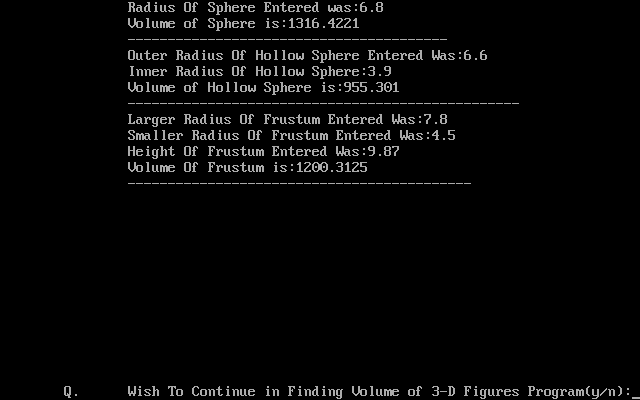 Radius Of Sphere Entered was:6.8
Volume of Sphere is:1316.4221
----------------------------------------
Outer Radius Of Hollow Sphere Entered Was:6.6
Inner Radius Of Hollow Sphere:3.9
Volume of Hollow Sphere is:955.301
-------------------------------------------------
Larger Radius Of Frustum Entered Was:7.8
Smaller Radius Of Frustum Entered Was:4.5
Height Of Frustum Entered Was:9.87
Volume Of Frustum is:1200.3125
-------------------------------------------
Q. Wish To Continue in Finding Volume of 3-D Figures Program(y/n):_